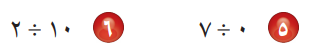 ٥ ٠ ÷ ٧ ٦ ١٠ ÷ ٢